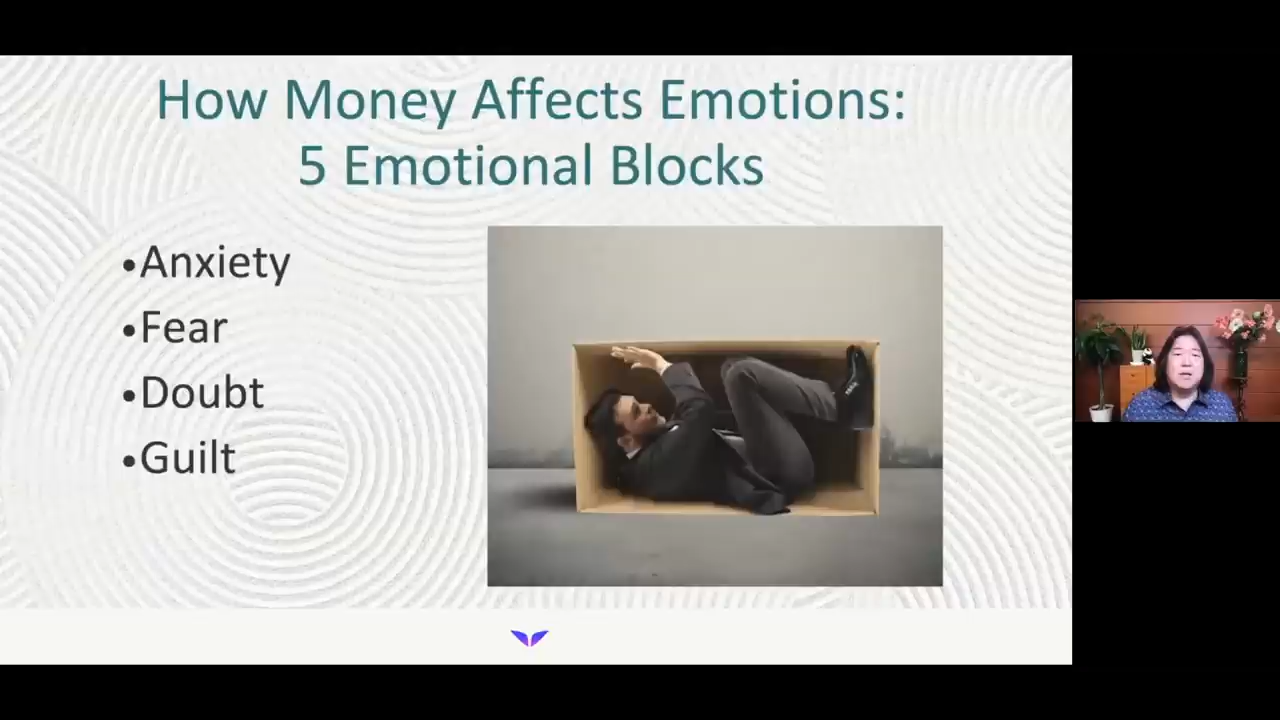 How Money Affects Emotions:
5 Emotional Blocks
•Anxiety
•Fear
•Doubt
•Guilt